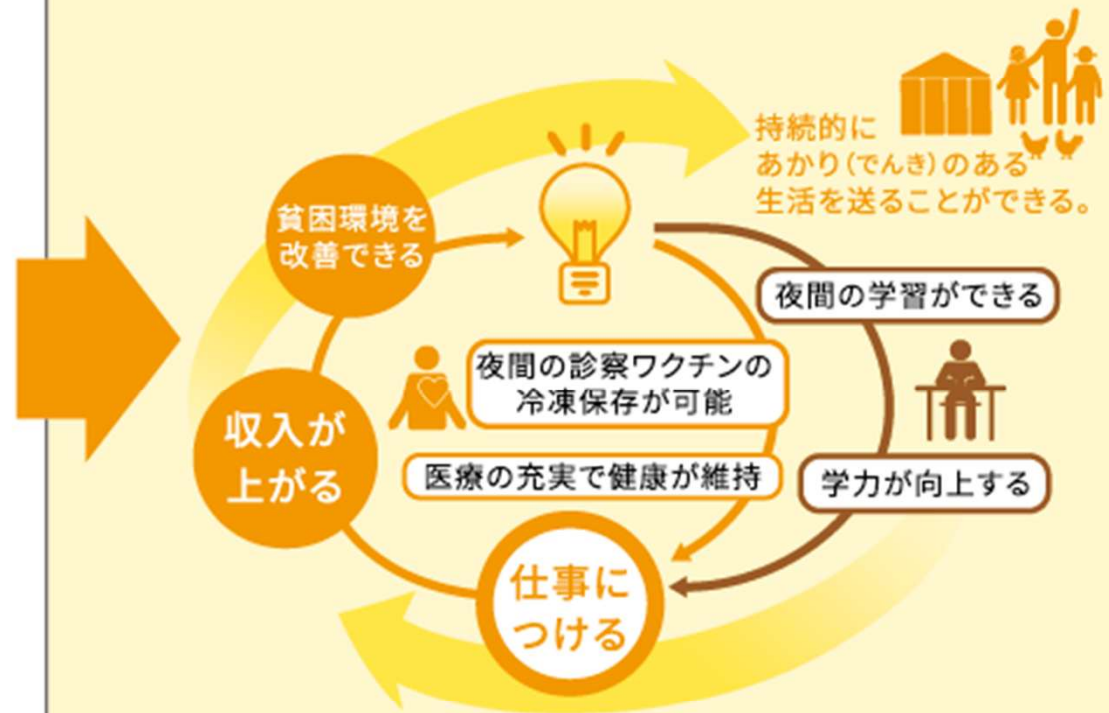 持続的に
あかり(でんき)のある
生活を送ることができる。
貧困環境を
改善できる
夜間の学習ができる
夜間の診察ワクチンの
冷凍保存が可能
収入が
上がる
医療の充実で健康が維持
学力が向上する
仕事に
つける